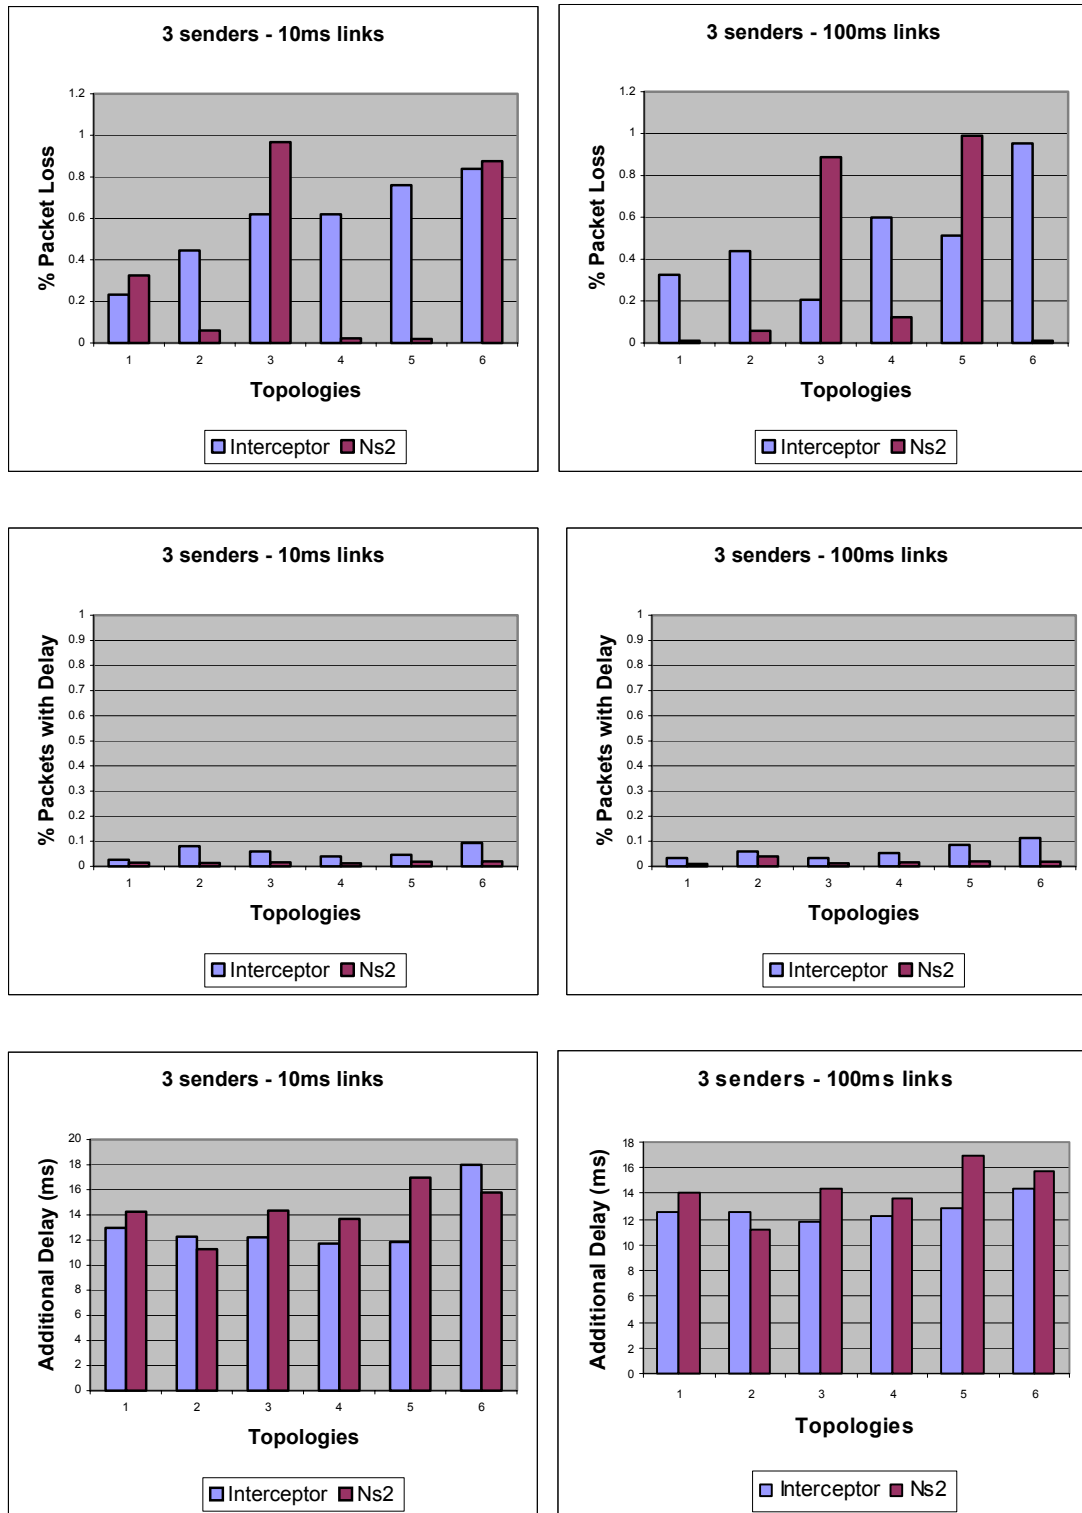 3 senders - 10ms links
% Packet Loss
1.2
1
0.8
0.6
0.4
0.2
0
1 2 3 4 5 6
Topologies
Interceptor Ns2
3 senders - 100ms links
% Packet Loss
1.2
1
0.8
0.6
0.4
0.2
0
1 2 3 4 5 6
Topologies
Interceptor Ns2
3 senders - 10ms links
% Packets with Delay
1
0.9
0.8
0.7
0.6
0.5
0.4
0.3
0.2
0.1
0
1 2 3 4 5 6
Topologies
Interceptor Ns2
3 senders - 100ms links
% Packets with Delay
1
0.9
0.8
0.7
0.6
0.5
0.4
0.3
0.2
0.1
0
1 2 3 4 5 6
Topologies
Interceptor Ns2
3 senders - 10ms links
Additional Delay (ms)
20
18
16
14
12
10
8
6
4
2
0
1 2 3 4 5 6
Topologies
Interceptor Ns2
3 senders - 100ms links
Additional Delay (ms)
18
16
14
12
10
8
6
4
2
0
1 2 3 4 5 6
Topologies
Interceptor Ns2